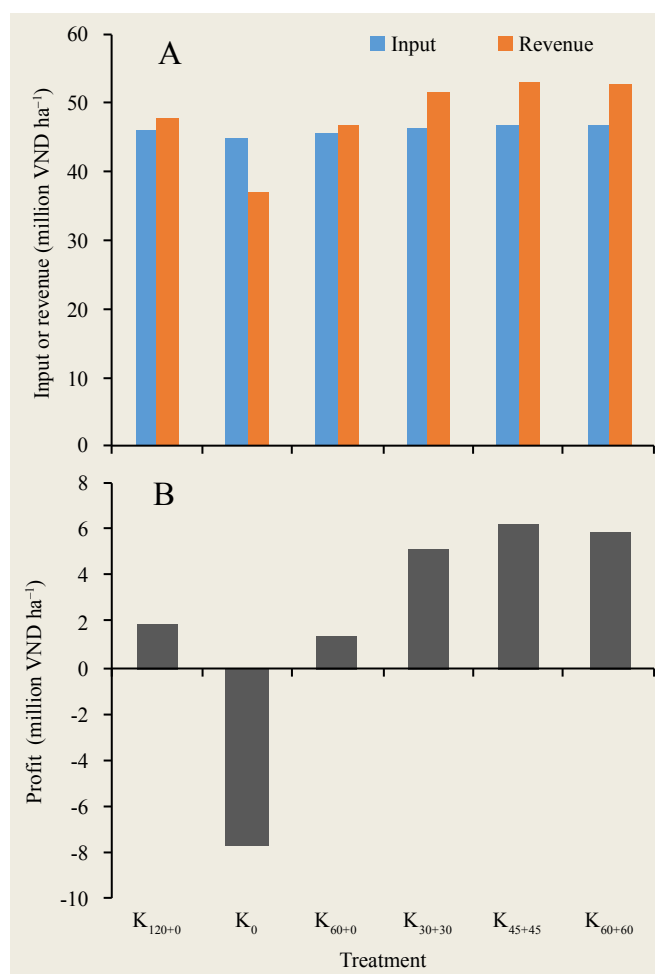 A
Input
Revenue
Input or revenue (million VND ha⁻¹)
60
50
40
30
20
10
0
B
Profit (million VND ha⁻¹)
8
6
4
2
0
-2
-4
-6
-8
-10
K₁₂₀₊₀ K₀ K₆₀₊₀ K₃₀₊₃₀ K₄₅₊₄₅ K₆₀₊₆₀
Treatment